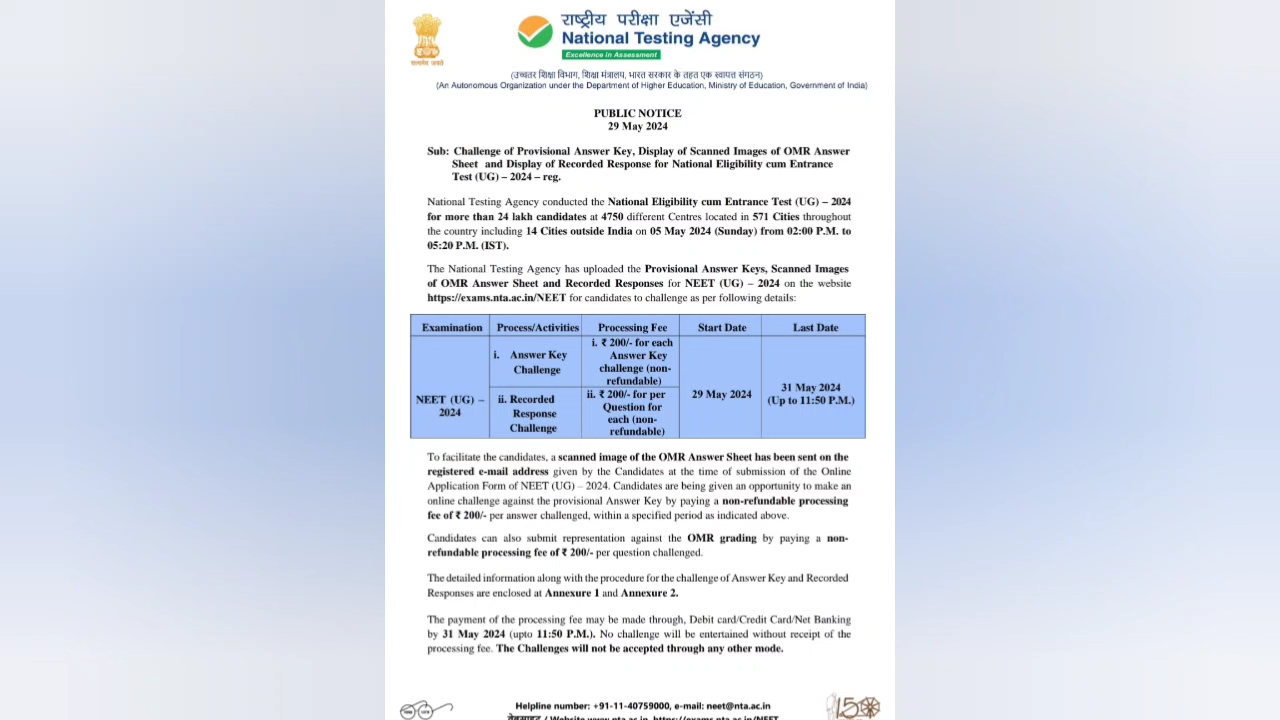 सत्यमेव जयते
राष्ट्रीय परीक्षा एजेंसी
National Testing Agency
Excellence in Assessment
(उच्चतर शिक्षा विभाग, शिक्षा मंत्रालय, भारत सरकार के तहत एक स्वायत्त संगठन)
(An Autonomous Organization under the Department of Higher Education, Ministry of Education, Government of India)
PUBLIC NOTICE
29 May 2024
Sub: Challenge of Provisional Answer Key, Display of Scanned Images of OMR Answer
Sheet and Display of Recorded Response for National Eligibility cum Entrance
Test (UG) – 2024 – reg.
National Testing Agency conducted the National Eligibility cum Entrance Test (UG) – 2024
for more than 24 lakh candidates at 4750 different Centres located in 571 Cities throughout
the country including 14 Cities outside India on 05 May 2024 (Sunday) from 02:00 P.M. to
05:20 P.M. (IST).
The National Testing Agency has uploaded the Provisional Answer Keys, Scanned Images
of OMR Answer Sheet and Recorded Responses for NEET (UG) – 2024 on the website
https://exams.nta.ac.in/NEET for candidates to challenge as per following details:
Examination Process/Activities Processing Fee Start Date Last Date
NEET (UG) –
2024
i. Answer Key
Challenge
i. ₹ 200/- for each
Answer Key
challenge (non-
refundable)
ii. Recorded
Response
Challenge
ii. ₹ 200/- for per
Question for
each (non-
refundable)
29 May 2024
31 May 2024
(Up to 11:50 P.M.)
To facilitate the candidates, a scanned image of the OMR Answer Sheet has been sent on the
registered e-mail address given by the Candidates at the time of submission of the Online
Application Form of NEET (UG) – 2024. Candidates are being given an opportunity to make an
online challenge against the provisional Answer Key by paying a non-refundable processing
fee of ₹ 200/- per answer challenged, within a specified period as indicated above.
Candidates can also submit representation against the OMR grading by paying a non-
refundable processing fee of ₹ 200/- per question challenged.
The detailed information along with the procedure for the challenge of Answer Key and Recorded
Responses are enclosed at Annexure 1 and Annexure 2.
The payment of the processing fee may be made through, Debit card/Credit Card/Net Banking
by 31 May 2024 (upto 11:50 P.M.). No challenge will be entertained without receipt of the
processing fee. The Challenges will not be accepted through any other mode.
Helpline number: +91-11-40759000, e-mail: neet@nta.ac.in
वेबसाइट / Website www.nta.ac.in, https://exams.nta.ac.in/NEET
150